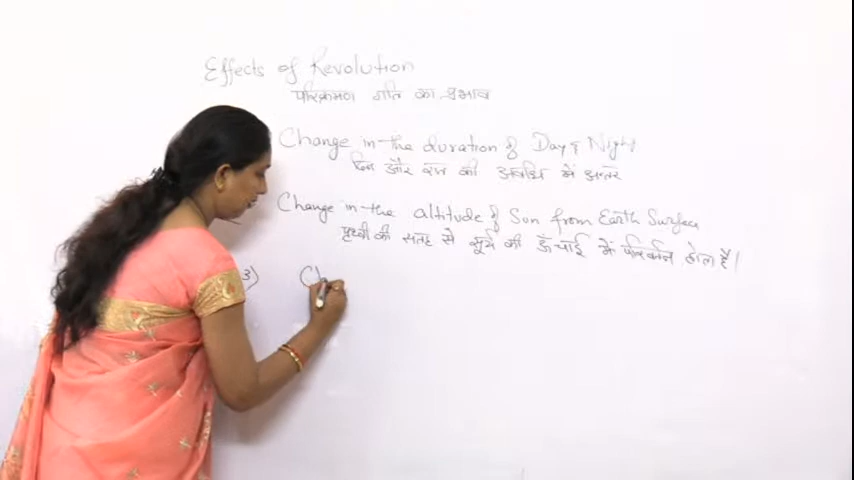 Effects of Revolution
परिक्रमण गति का प्रभाव
Change in the duration of Day & Night
दिन और रात की अवधि में अन्तर
Change in the altitude of Sun from Earth Surface
पृथ्वी की सतह से सूर्य की ऊँचाई में परिवर्तन होता है।
3) Ch